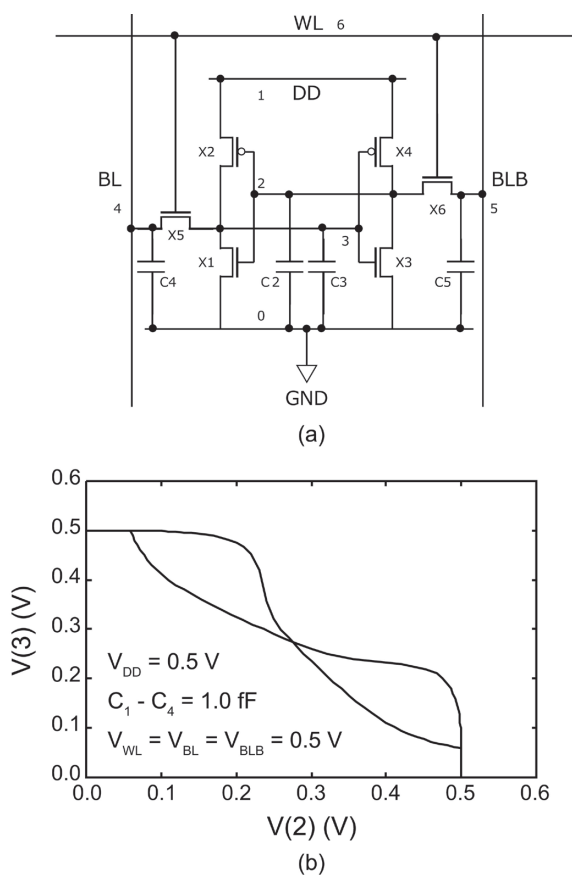 WL 6
1 DD
X2 X4
BL 2 BLB
4 X6 5
X5 3
X1 X3
C4 C2 C3 C5
0
GND
(a)
0.6
0.5
0.4
0.3
0.2
0.1
0.0
V(3) (V)
V_DD = 0.5 V
C_1 - C_4 = 1.0 fF
V_WL = V_BL = V_BLB = 0.5 V
0.0 0.1 0.2 0.3 0.4 0.5 0.6
V(2) (V)
(b)